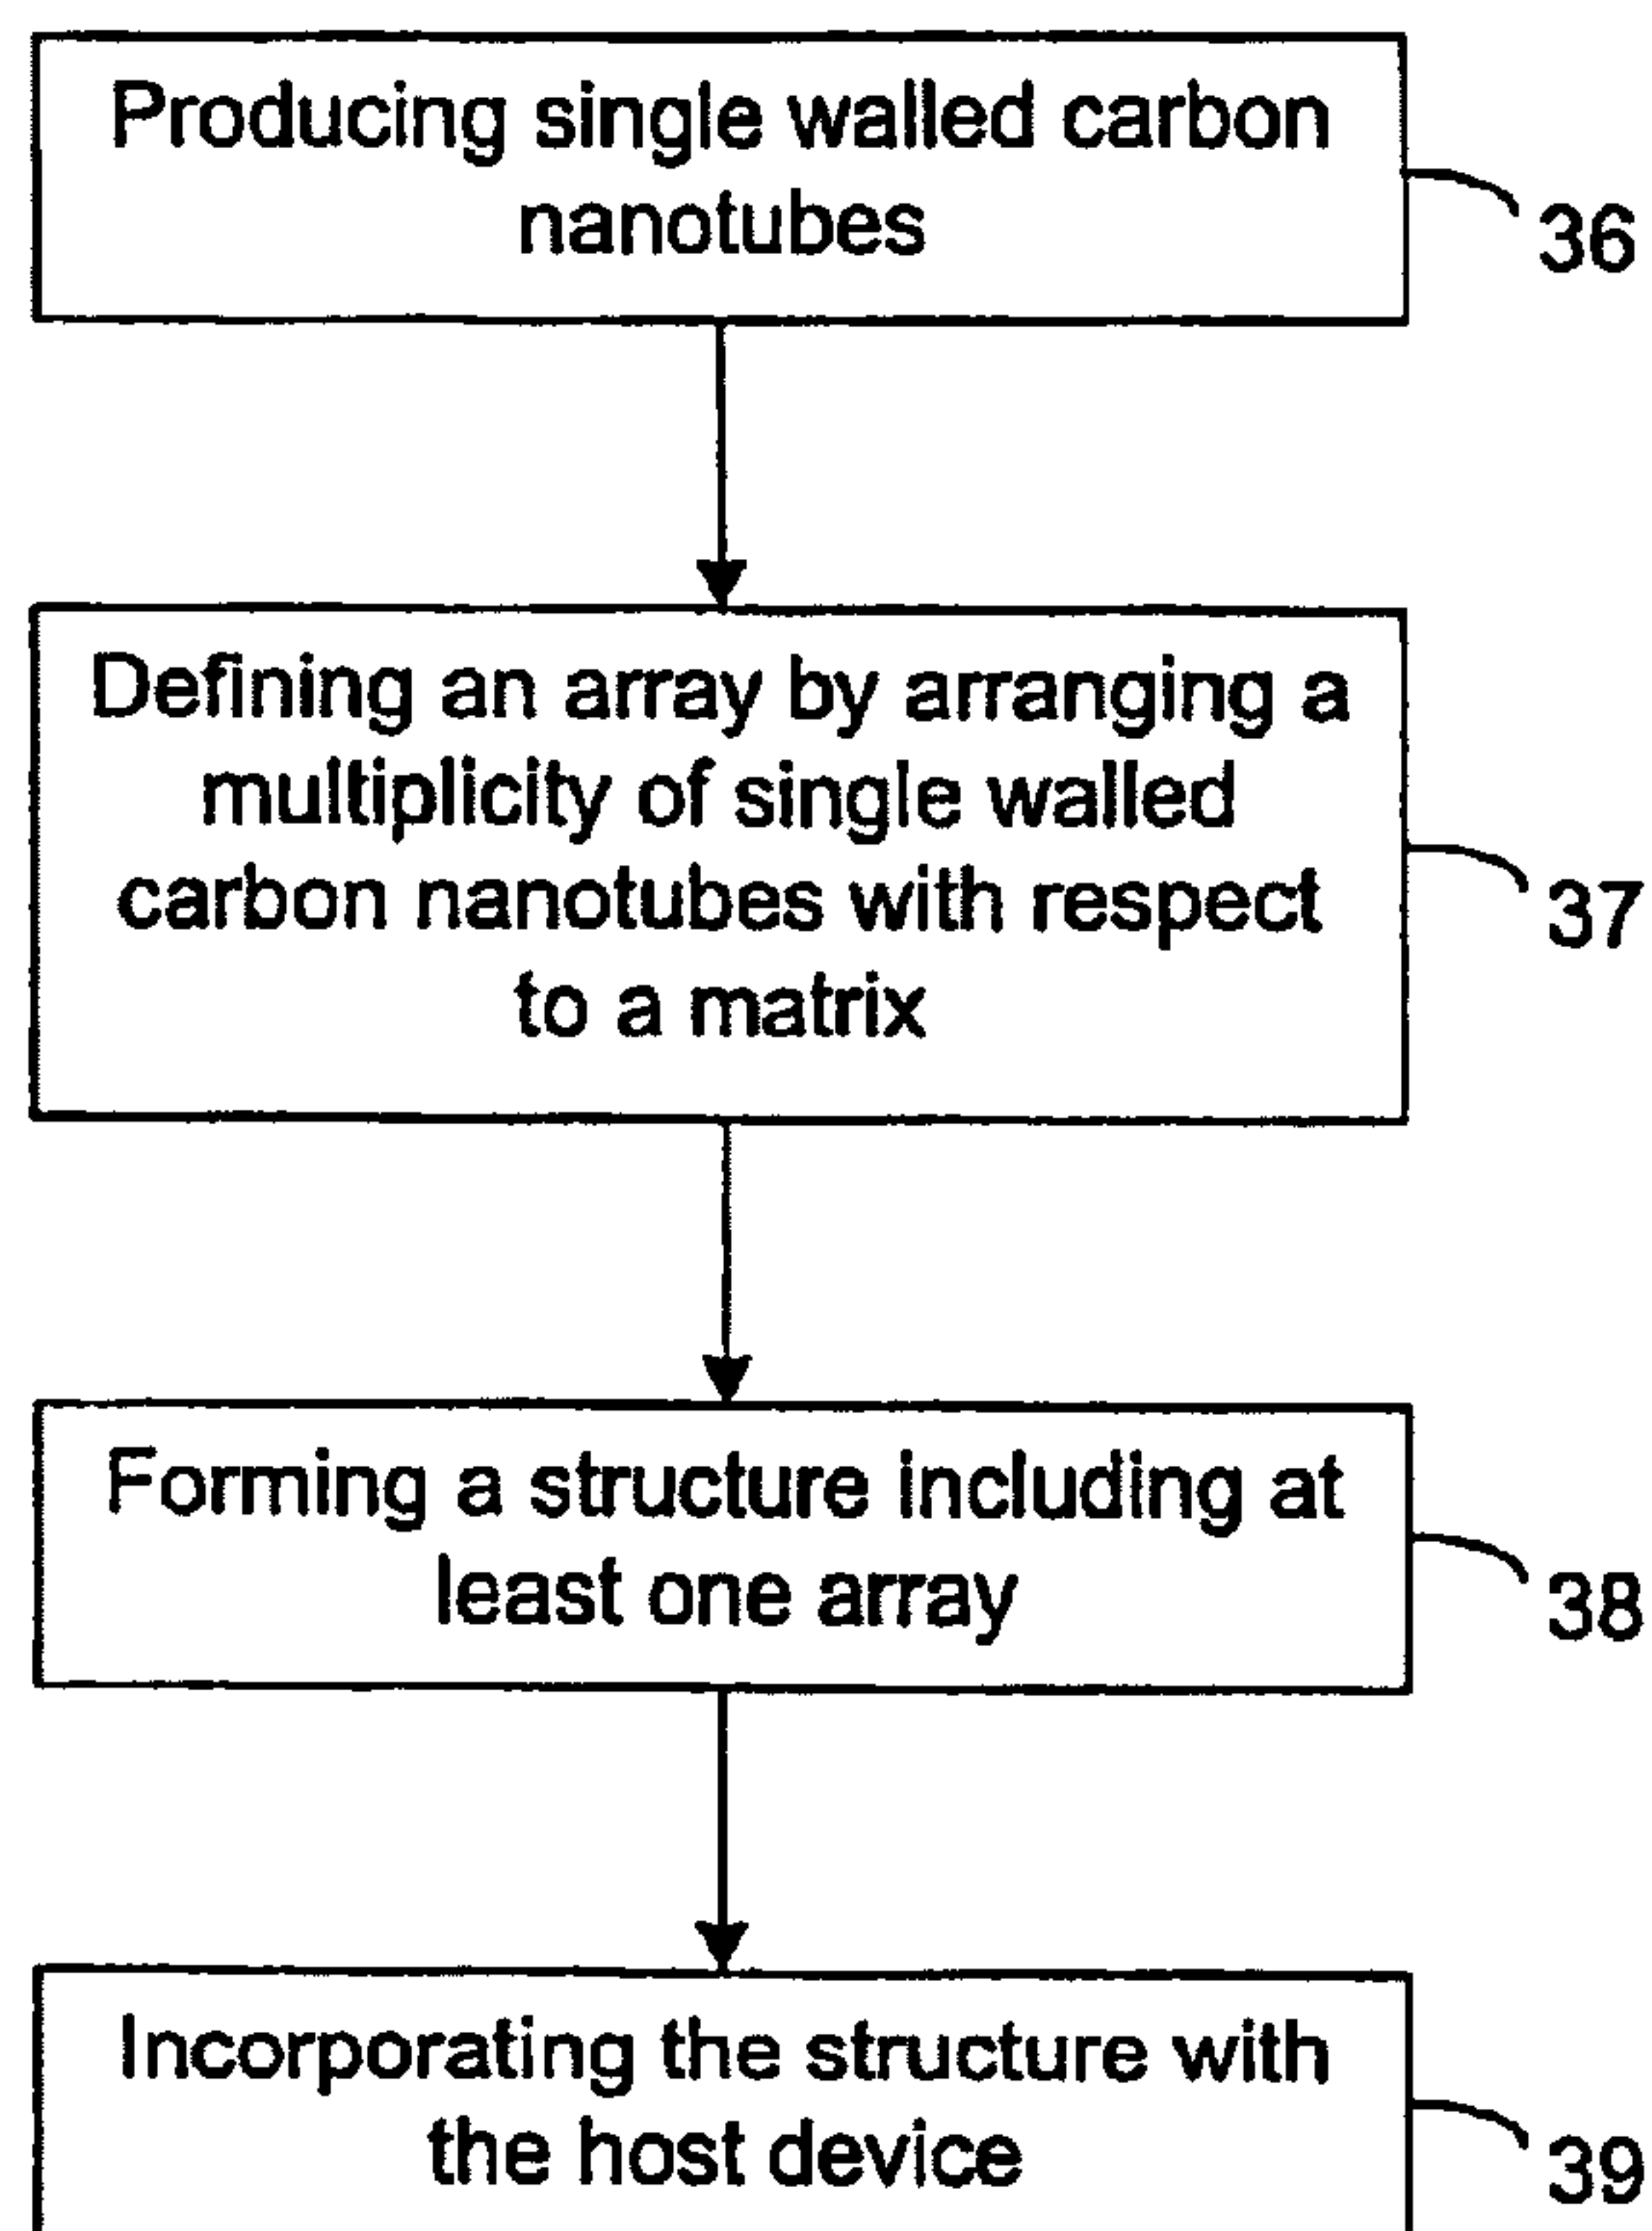 Producing single walled carbon
nanotubes
36
Defining an array by arranging a
multiplicity of single walled
carbon nanotubes with respect
to a matrix
37
Forming a structure including at
least one array
38
Incorporating the structure with
the host device
39